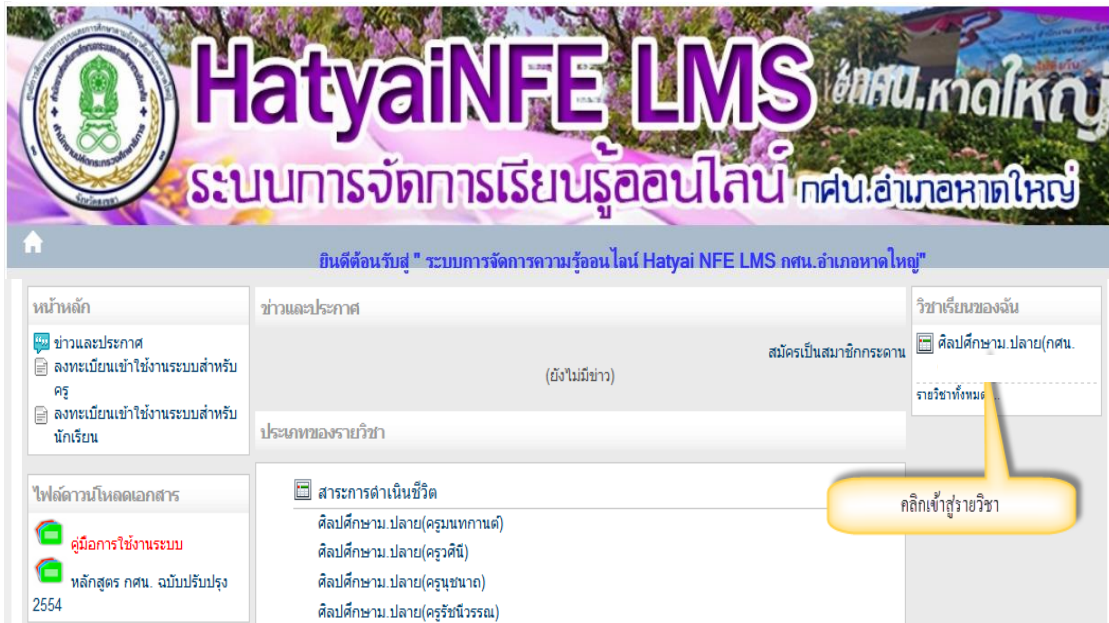 HatyaiNFE LMS
ระบบการจัดการเรียนรู้ออนไลน์ กศน.อำเภอหาดใหญ่
ยินดีต้อนรับสู่ " ระบบการจัดการความรู้ออนไลน์ Hatyai NFE LMS กศน.อำเภอหาดใหญ่"
หน้าหลัก
ข่าวและประกาศ
ลงทะเบียนเข้าใช้งานระบบสำหรับ
ครู
ลงทะเบียนเข้าใช้งานระบบสำหรับ
นักเรียน
ไฟล์ดาวน์โหลดเอกสาร
คู่มือการใช้งานระบบ
หลักสูตร กศน. ฉบับปรับปรุง
2554
ข่าวและประกาศ
สมัครเป็นสมาชิกกระดาน
(ยังไม่มีข่าว)
ประเภทของรายวิชา
สาระการดำเนินชีวิต
ศิลปศึกษาม.ปลาย(ครูมนทกานต์)
ศิลปศึกษาม.ปลาย(ครูวศินี)
ศิลปศึกษาม.ปลาย(ครูนุชนาถ)
ศิลปศึกษาม.ปลาย(ครูรัชนีวรรณ)
วิชาเรียนของฉัน
ศิลปศึกษาม.ปลาย(กศน.
รายวิชาทั้งหมด
คลิกเข้าสู่รายวิชา